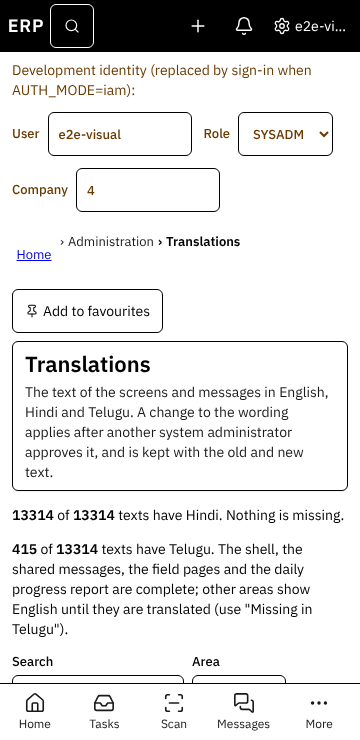 ERP
e2e-vi...
Development identity (replaced by sign-in when
AUTH_MODE=iam):
User e2e-visual Role SYSADM
Company 4
Home › Administration › Translations
Add to favourites
Translations
The text of the screens and messages in English,
Hindi and Telugu. A change to the wording
applies after another system administrator
approves it, and is kept with the old and new
text.
13314 of 13314 texts have Hindi. Nothing is missing.
415 of 13314 texts have Telugu. The shell, the
shared messages, the field pages and the daily
progress report are complete; other areas show
English until they are translated (use "Missing in
Telugu").
Search Area
Home Tasks Scan Messages More